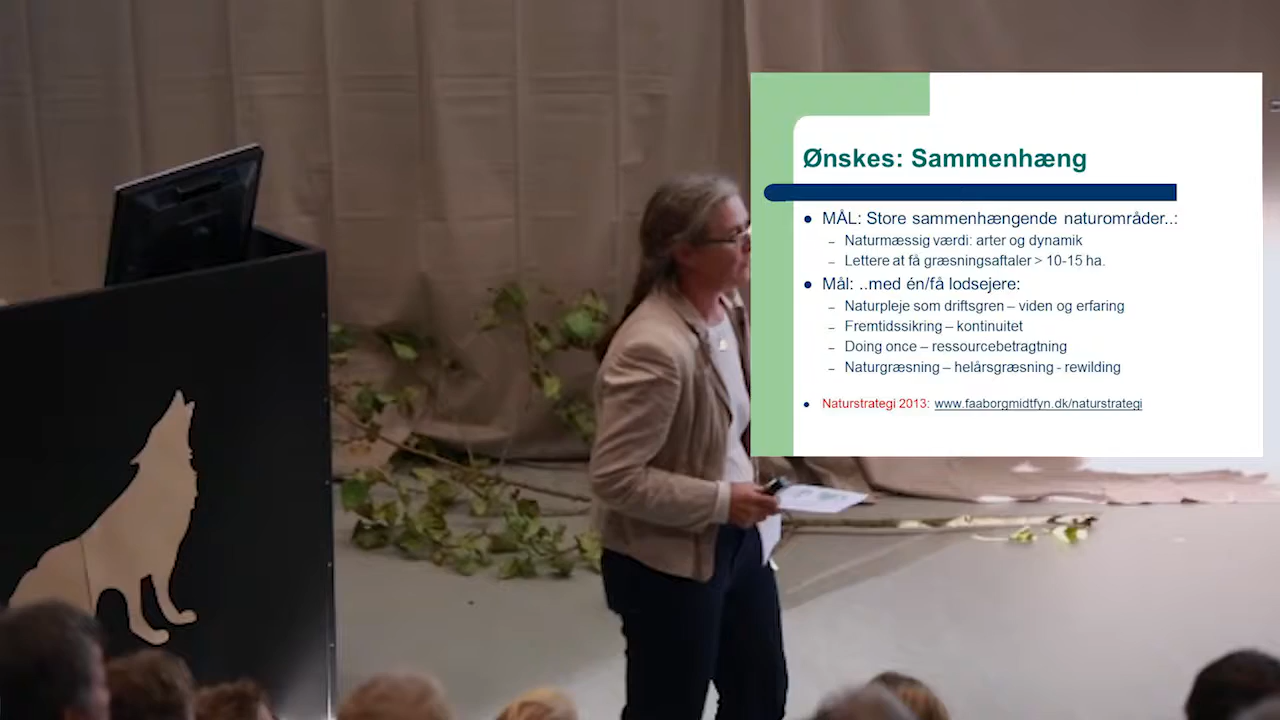 Ønskes: Sammenhæng
MÅL: Store sammenhængende naturområder..:
– Naturmæssig værdi: arter og dynamik
– Lettere at få græsningsaftaler > 10-15 ha.
Mål: ..med én/få lodsejere:
– Naturpleje som driftsgren – viden og erfaring
– Fremtidssikring – kontinuitet
– Doing once – ressourcebetragtning
– Naturgræsning – helårsgræsning - rewilding
Naturstrategi 2013: www.faaborgmidtfyn.dk/naturstrategi